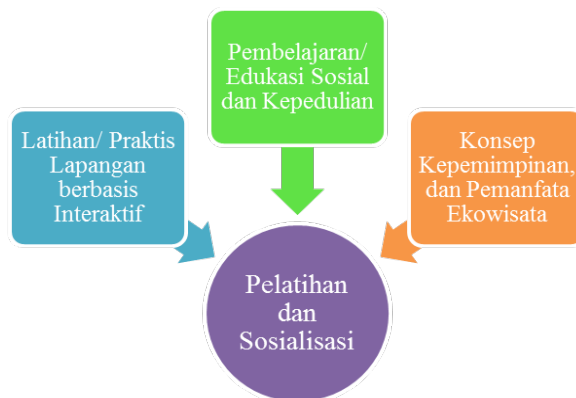 Pembelajaran/
Edukasi Sosial
dan Kepedulian
Latihan/ Praktis
Lapangan
berbasis
Interaktif
Konsep
Kepemimpinan,
dan Pemanfata
Ekowisata
Pelatihan
dan
Sosialisasi